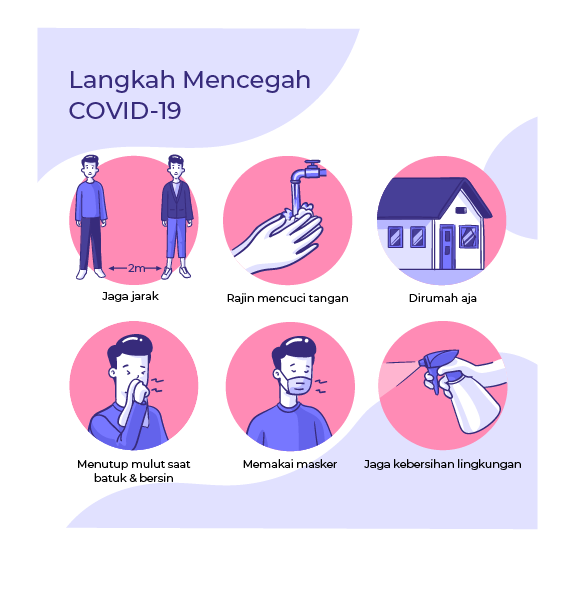 Langkah Mencegah
COVID-19
2m
Jaga jarak
Rajin mencuci tangan
Dirumah aja
Menutup mulut saat
batuk & bersin
Memakai masker
Jaga kebersihan lingkungan